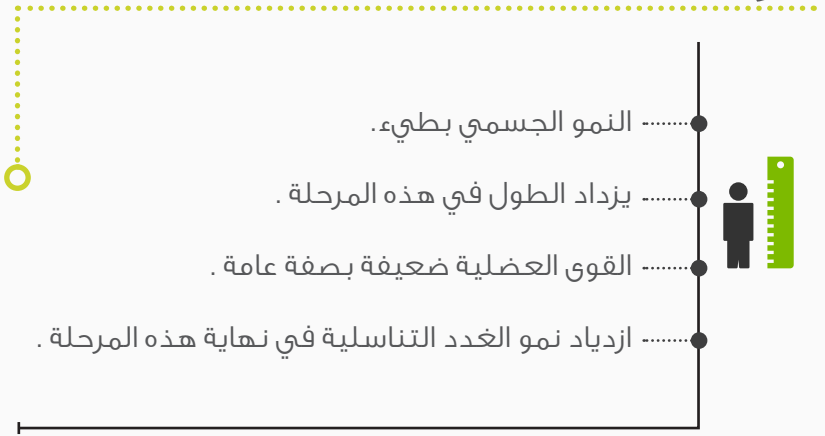 النمو الجسمي بطيء.
يزداد الطول في هذه المرحلة .
القوى العضلية ضعيفة بصفة عامة .
ازدياد نمو الغدد التناسلية في نهاية هذه المرحلة .